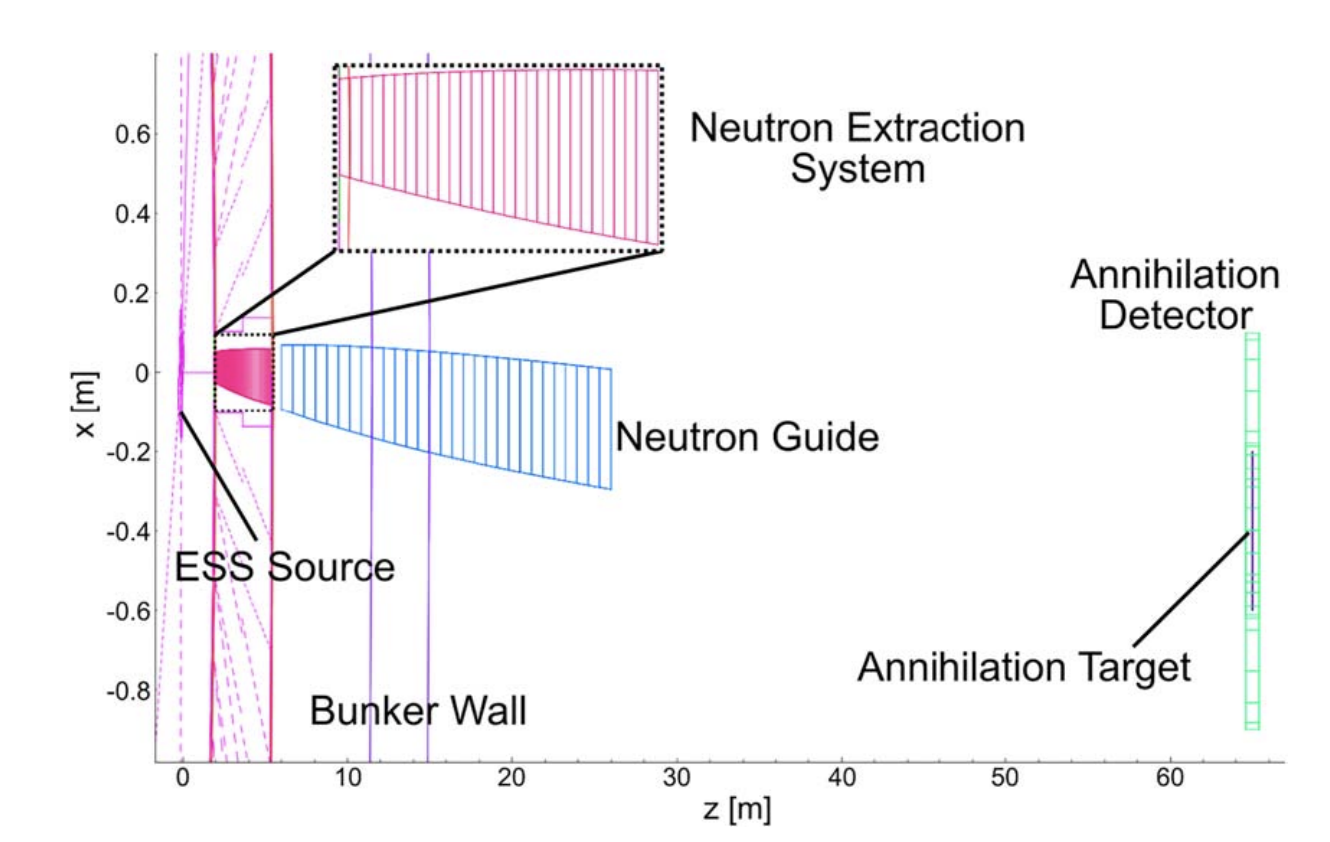 Neutron Extraction
System
0.6
0.4
0.2
0
-0.2
-0.4
-0.6
-0.8
x [m]
Annihilation
Detector
Neutron Guide
ESS Source
Annihilation Target
Bunker Wall
0 10 20 30 40 50 60
z [m]